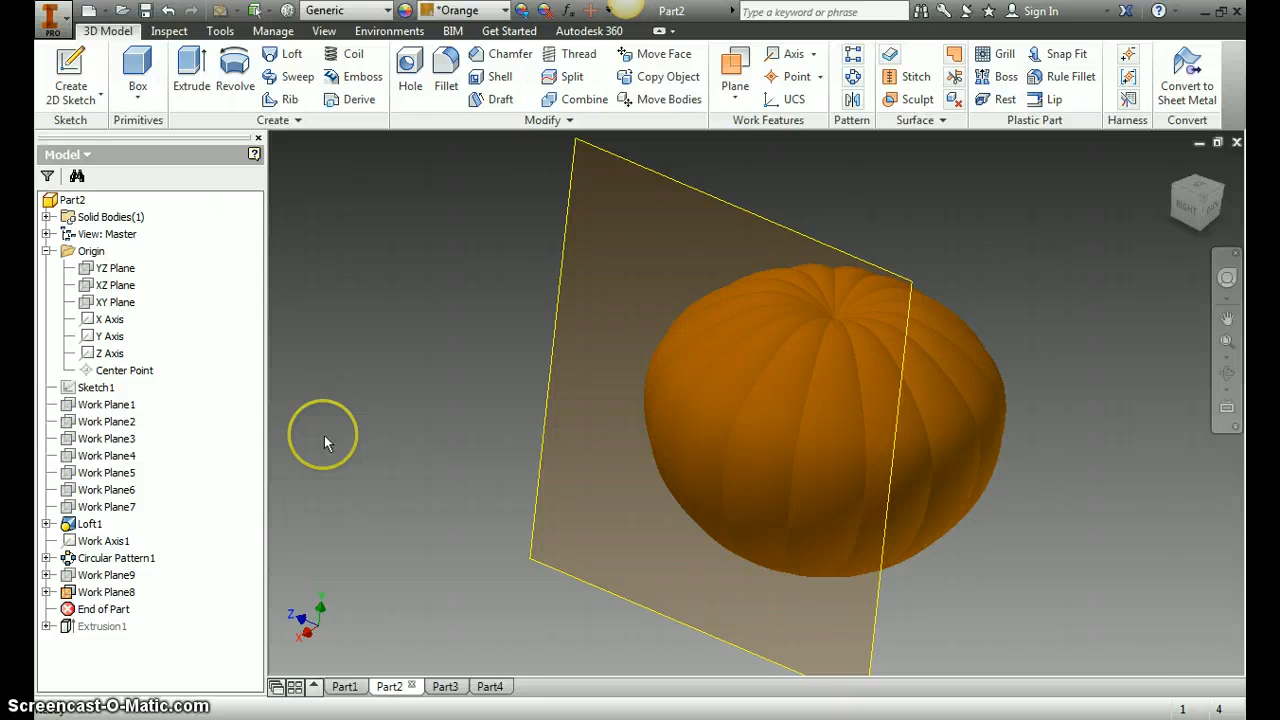 PRO
Generic
*Orange
fx
Part2
Type a keyword or phrase
Sign In
3D Model
Inspect
Tools
Manage
View
Environments
BIM
Get Started
Autodesk 360
Create
2D Sketch
Box
Extrude
Revolve
Loft
Sweep
Rib
Coil
Emboss
Derive
Hole
Fillet
Chamfer
Shell
Draft
Thread
Split
Combine
Move Face
Copy Object
Move Bodies
Plane
Axis
Point
UCS
Stitch
Sculpt
Grill
Boss
Rest
Snap Fit
Rule Fillet
Lip
Convert to
Sheet Metal
Sketch
Primitives
Create
Modify
Work Features
Pattern
Surface
Plastic Part
Harness
Convert
Model
Part2
Solid Bodies(1)
View: Master
Origin
YZ Plane
XZ Plane
XY Plane
X Axis
Y Axis
Z Axis
Center Point
Sketch1
Work Plane1
Work Plane2
Work Plane3
Work Plane4
Work Plane5
Work Plane6
Work Plane7
Loft1
Work Axis1
Circular Pattern1
Work Plane9
Work Plane8
End of Part
Extrusion1
RIGHT
Y
Z
X
Part1
Part2
Part3
Part4
Screencast-O-Matic.com
1
4